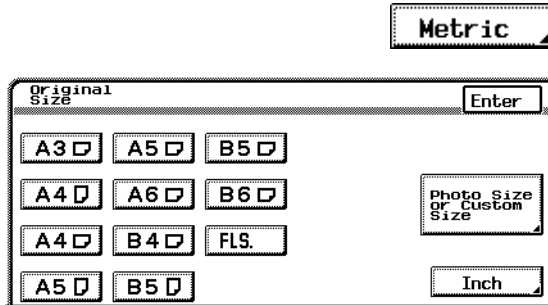 Metric
Original
Size
Enter
A3 A5 B5
A4 A6 B6
Photo Size
or Custom
Size
A4 B4 FLS.
A5 B5
Inch